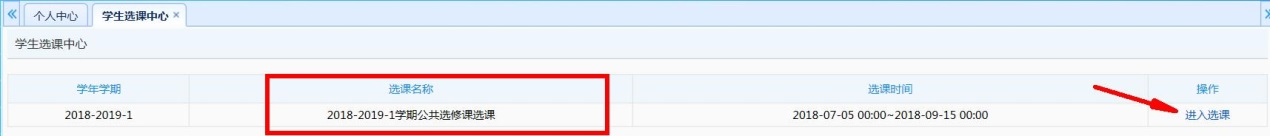 个人中心 学生选课中心
学生选课中心
学年学期 选课名称 选课时间 操作
2018-2019-1 2018-2019-1学期公共选修课选课 2018-07-05 00:00~2018-09-15 00:00 进入选课